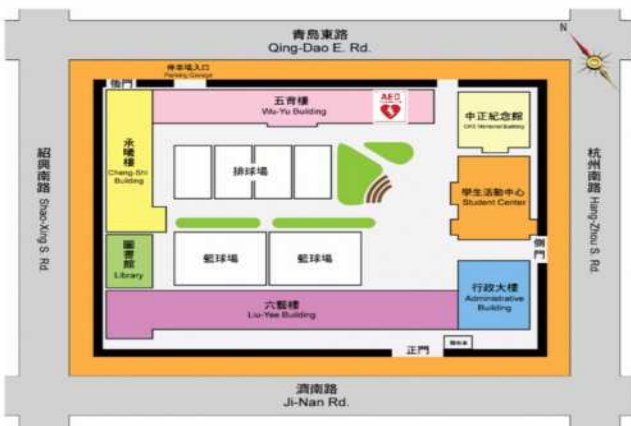 青島東路
Qing-Dao E. Rd.
N
停車場入口
Parking Garage
後門
五育樓
Wu-Yu Building
AED
中正紀念館
承曦樓
Cheng-Shi
Building
排球場
學生活動中心
Student Center
紹興南路 Shao-Xing S. Rd
杭州南路 Hang-Zhou S. Rd.
側門
圖書館
Library
籃球場
籃球場
行政大樓
Administrative
Building
六藝樓
Liu-Yee Building
正門
濟南路
Ji-Nan Rd.